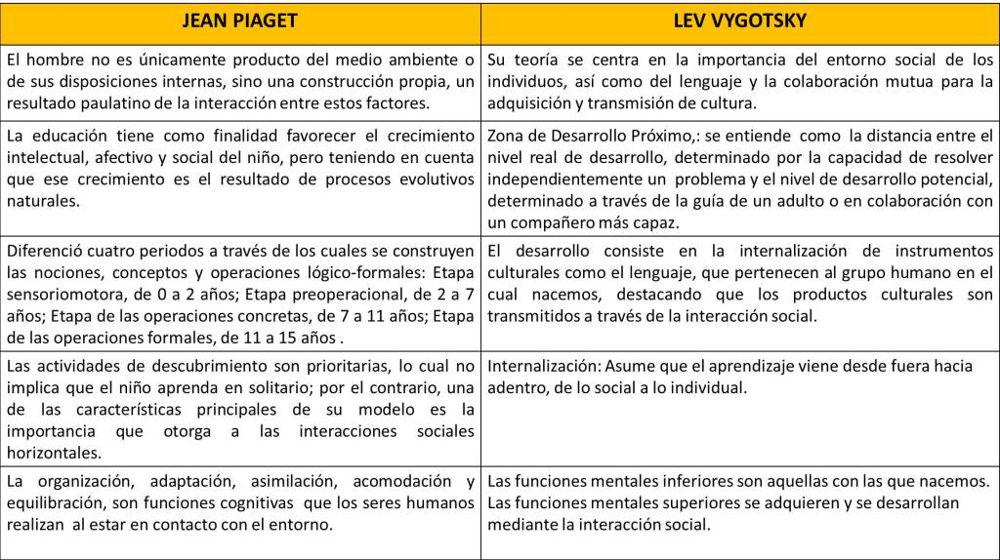 JEAN PIAGET
LEV VYGOTSKY
El hombre no es únicamente producto del medio ambiente o
de sus disposiciones internas, sino una construcción propia, un
resultado paulatino de la interacción entre estos factores.
Su teoría se centra en la importancia del entorno social de los
individuos, así como del lenguaje y la colaboración mutua para la
adquisición y transmisión de cultura.
La educación tiene como finalidad favorecer el crecimiento
intelectual, afectivo y social del niño, pero teniendo en cuenta
que ese crecimiento es el resultado de procesos evolutivos
naturales.
Zona de Desarrollo Próximo,: se entiende como la distancia entre el
nivel real de desarrollo, determinado por la capacidad de resolver
independientemente un problema y el nivel de desarrollo potencial,
determinado a través de la guía de un adulto o en colaboración con
un compañero más capaz.
Diferenció cuatro periodos a través de los cuales se construyen
las nociones, conceptos y operaciones lógico-formales: Etapa
sensoriomotora, de 0 a 2 años; Etapa preoperacional, de 2 a 7
años; Etapa de las operaciones concretas, de 7 a 11 años; Etapa
de las operaciones formales, de 11 a 15 años .
El desarrollo consiste en la internalización de instrumentos
culturales como el lenguaje, que pertenecen al grupo humano en el
cual nacemos, destacando que los productos culturales son
transmitidos a través de la interacción social.
Las actividades de descubrimiento son prioritarias, lo cual no
implica que el niño aprenda en solitario; por el contrario, una
de las características principales de su modelo es la
importancia que otorga a las interacciones sociales
horizontales.
Internalización: Asume que el aprendizaje viene desde fuera hacia
adentro, de lo social a lo individual.
La organización, adaptación, asimilación, acomodación y
equilibración, son funciones cognitivas que los seres humanos
realizan al estar en contacto con el entorno.
Las funciones mentales inferiores son aquellas con las que nacemos.
Las funciones mentales superiores se adquieren y se desarrollan
mediante la interacción social.